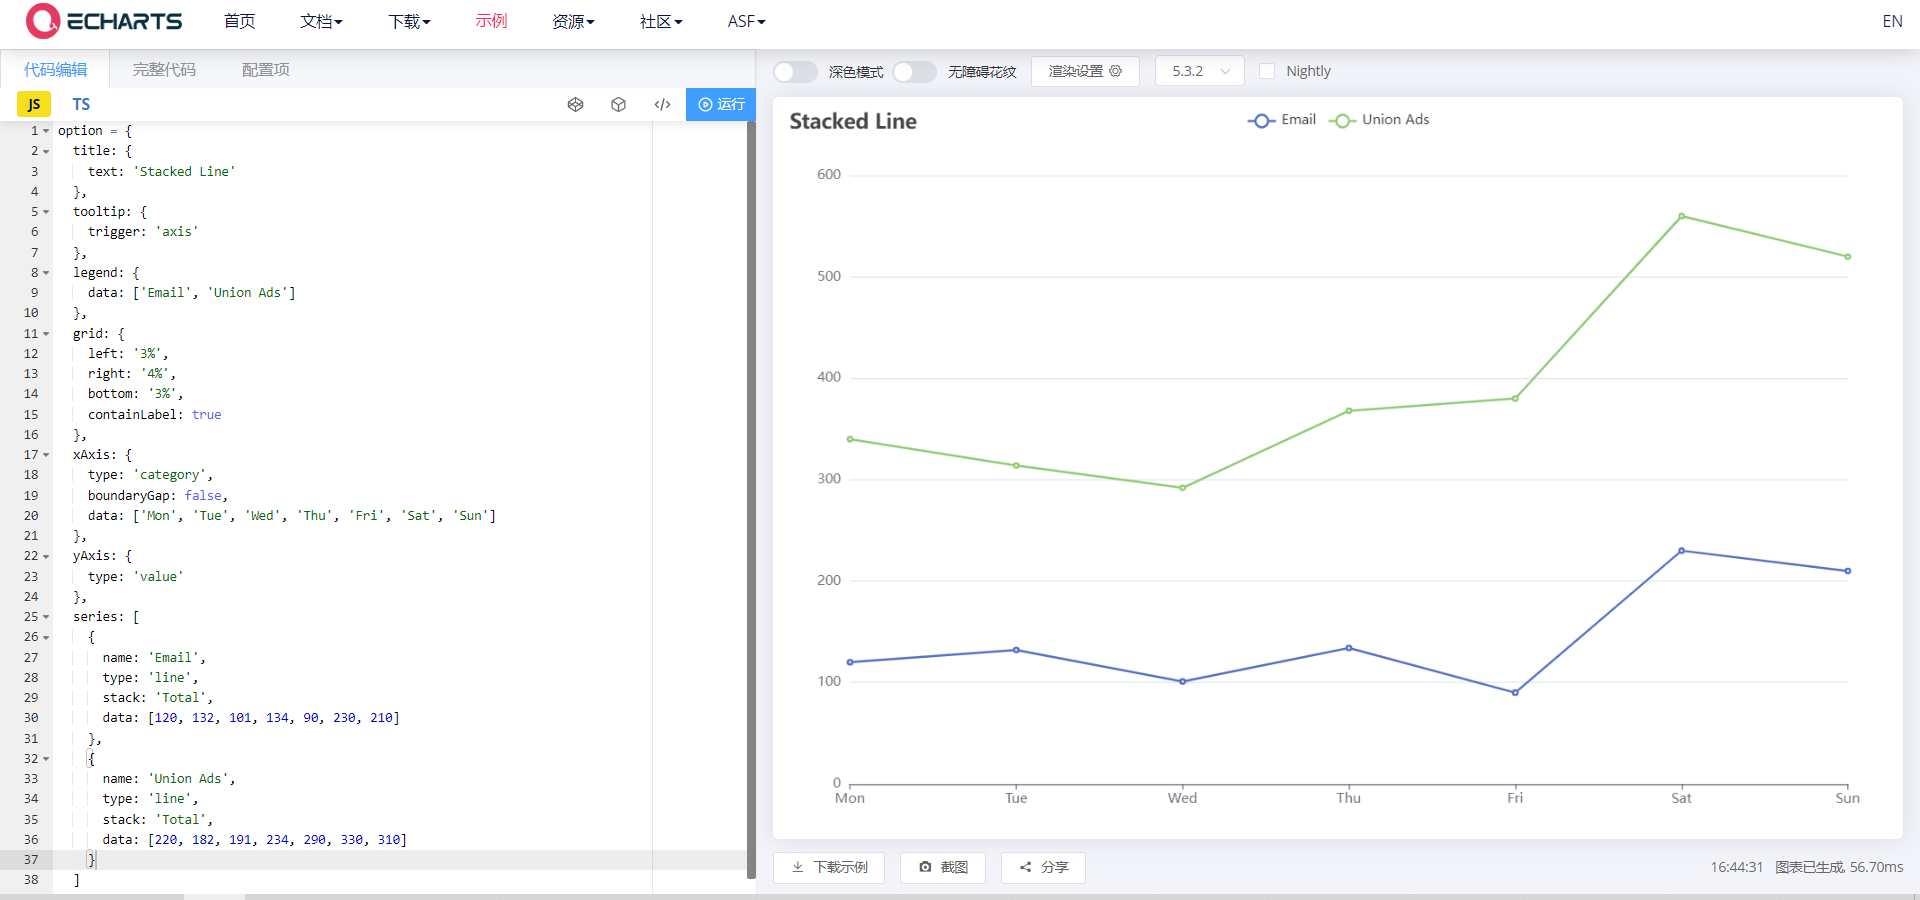 ECHARTS 首页 文档 下载 示例 资源 社区 ASF EN
代码编辑 完整代码 配置项
JS TS </> 运行
1 option = {
2 title: {
3 text: 'Stacked Line'
4 },
5 tooltip: {
6 trigger: 'axis'
7 },
8 legend: {
9 data: ['Email', 'Union Ads']
10 },
11 grid: {
12 left: '3%',
13 right: '4%',
14 bottom: '3%',
15 containLabel: true
16 },
17 xAxis: {
18 type: 'category',
19 boundaryGap: false,
20 data: ['Mon', 'Tue', 'Wed', 'Thu', 'Fri', 'Sat', 'Sun']
21 },
22 yAxis: {
23 type: 'value'
24 },
25 series: [
26 {
27 name: 'Email',
28 type: 'line',
29 stack: 'Total',
30 data: [120, 132, 101, 134, 90, 230, 210]
31 },
32 {
33 name: 'Union Ads',
34 type: 'line',
35 stack: 'Total',
36 data: [220, 182, 191, 234, 290, 330, 310]
37 }
38 ]
深色模式 无障碍花纹 渲染设置 5.3.2 Nightly
Stacked Line Email Union Ads
600
500
400
300
200
100
0
Mon Tue Wed Thu Fri Sat Sun
下载示例 截图 分享 16:44:31 图表已生成, 56.70ms